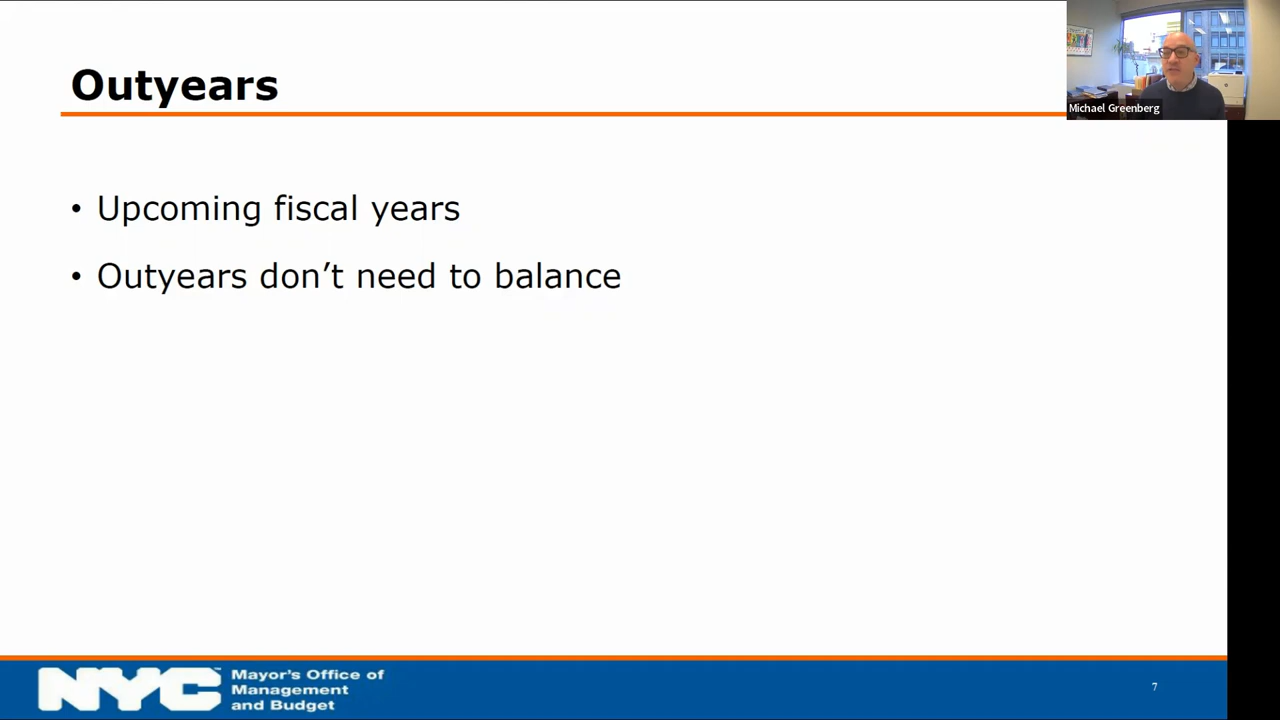 Outyears
Michael Greenberg
• Upcoming fiscal years
• Outyears don’t need to balance
NYC
Mayor's Office of
Management
and Budget
7